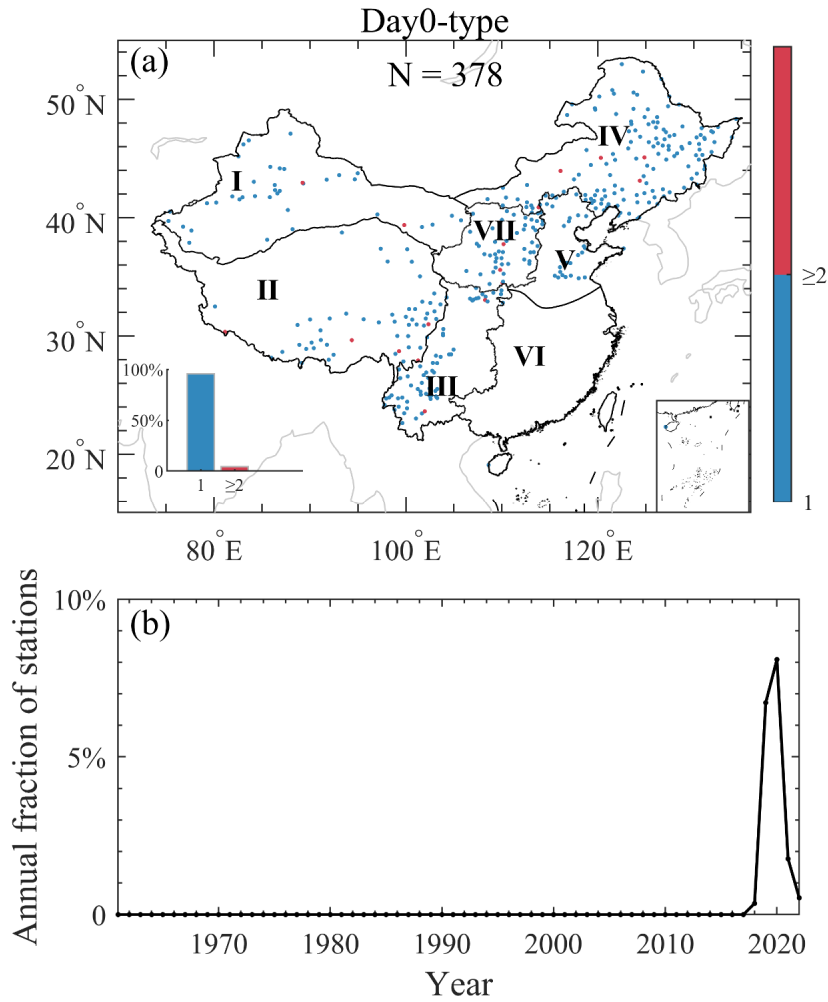 Day0-type
(a)
N = 378
50°N
40°N
30°N
20°N
I
II
III
IV
V
VI
VII
100%
50%
0
1
≥2
80°E
100°E
120°E
≥2
1
(b)
Annual fraction of stations
10%
5%
0
1970
1980
1990
2000
2010
2020
Year